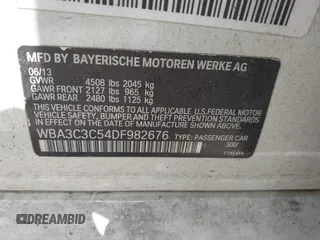 MFD BY BAYERISCHE MOTOREN WERKE AG
06/13
GVWR 4508 lbs 2045 kg
GAWR FRONT 2127 lbs 965 kg
GAWR REAR 2480 lbs 1125 kg
THIS VEHICLE CONFORMS TO ALL APPLICABLE
FEDERAL MOTOR VEHICLE SAFETY, BUMPER, AND
THEFT PREVENTION STANDARDS IN EFFECT ON THE
DATE OF MANUFACTURE SHOWN ABOVE.
WBA3C3C54DF982676 TYPE: PASSENGER CAR
300/
DREAMBID